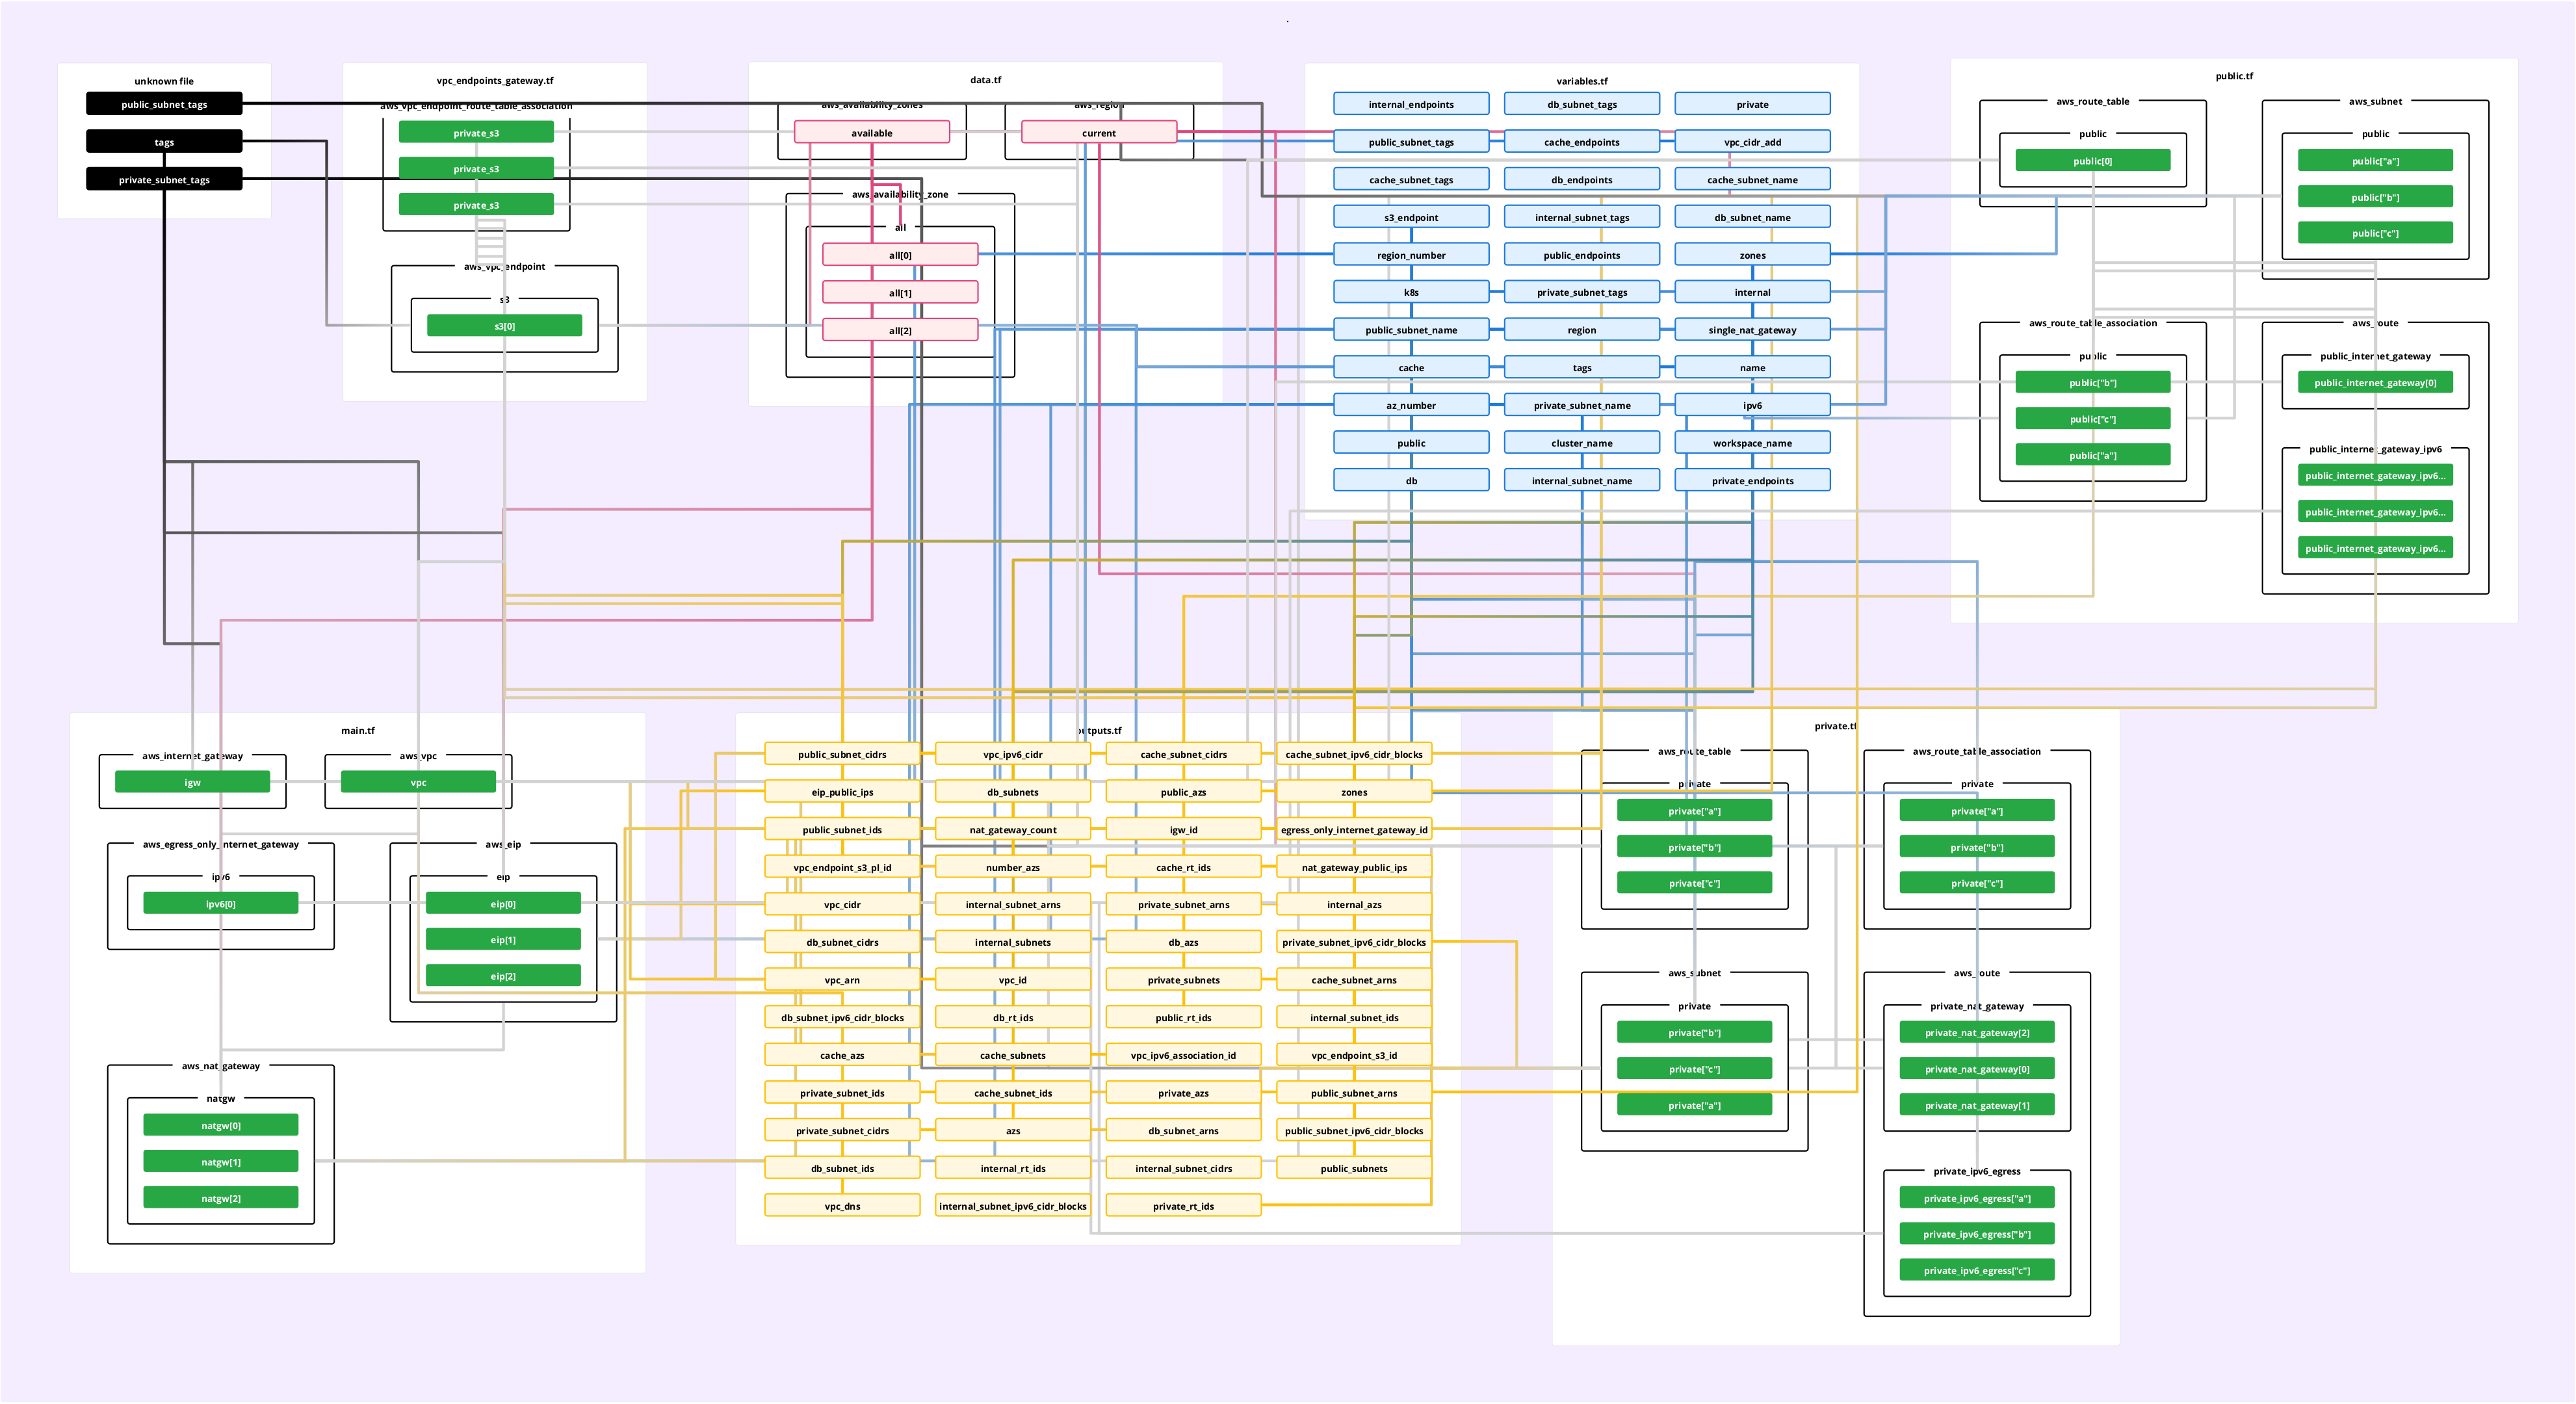 .
unknown file
public_subnet_tags
tags
private_subnet_tags
vpc_endpoints_gateway.tf
aws_vpc_endpoint_route_table_association
private_s3
private_s3
private_s3
aws_vpc_endpoint
s3
s3[0]
data.tf
aws_availability_zones
available
aws_region
current
aws_availability_zone
all
all[0]
all[1]
all[2]
variables.tf
internal_endpoints db_subnet_tags private
public_subnet_tags cache_endpoints vpc_cidr_add
cache_subnet_tags db_endpoints cache_subnet_name
s3_endpoint internal_subnet_tags db_subnet_name
region_number public_endpoints zones
k8s private_subnet_tags internal
public_subnet_name region single_nat_gateway
cache tags name
az_number private_subnet_name ipv6
public cluster_name workspace_name
db internal_subnet_name private_endpoints
public.tf
aws_route_table
public
public[0]
aws_subnet
public
public["a"]
public["b"]
public["c"]
aws_route_table_association
public
public["b"]
public["c"]
public["a"]
aws_route
public_internet_gateway
public_internet_gateway[0]
public_internet_gateway_ipv6
public_internet_gateway_ipv6...
public_internet_gateway_ipv6...
public_internet_gateway_ipv6...
main.tf
aws_internet_gateway
igw
aws_vpc
vpc
aws_egress_only_internet_gateway
ipv6
ipv6[0]
aws_eip
eip
eip[0]
eip[1]
eip[2]
aws_nat_gateway
natgw
natgw[0]
natgw[1]
natgw[2]
outputs.tf
public_subnet_cidrs vpc_ipv6_cidr cache_subnet_cidrs cache_subnet_ipv6_cidr_blocks
eip_public_ips db_subnets public_azs zones
public_subnet_ids nat_gateway_count igw_id egress_only_internet_gateway_id
vpc_endpoint_s3_pl_id number_azs cache_rt_ids nat_gateway_public_ips
vpc_cidr internal_subnet_arns private_subnet_arns internal_azs
db_subnet_cidrs internal_subnets db_azs private_subnet_ipv6_cidr_blocks
vpc_arn vpc_id private_subnets cache_subnet_arns
db_subnet_ipv6_cidr_blocks db_rt_ids public_rt_ids internal_subnet_ids
cache_azs cache_subnets vpc_ipv6_association_id vpc_endpoint_s3_id
private_subnet_ids cache_subnet_ids private_azs public_subnet_arns
private_subnet_cidrs azs db_subnet_arns public_subnet_ipv6_cidr_blocks
db_subnet_ids internal_rt_ids internal_subnet_cidrs public_subnets
vpc_dns internal_subnet_ipv6_cidr_blocks private_rt_ids
private.tf
aws_route_table
private
private["a"]
private["b"]
private["c"]
aws_route_table_association
private
private["a"]
private["b"]
private["c"]
aws_subnet
private
private["b"]
private["c"]
private["a"]
aws_route
private_nat_gateway
private_nat_gateway[2]
private_nat_gateway[0]
private_nat_gateway[1]
private_ipv6_egress
private_ipv6_egress["a"]
private_ipv6_egress["b"]
private_ipv6_egress["c"]